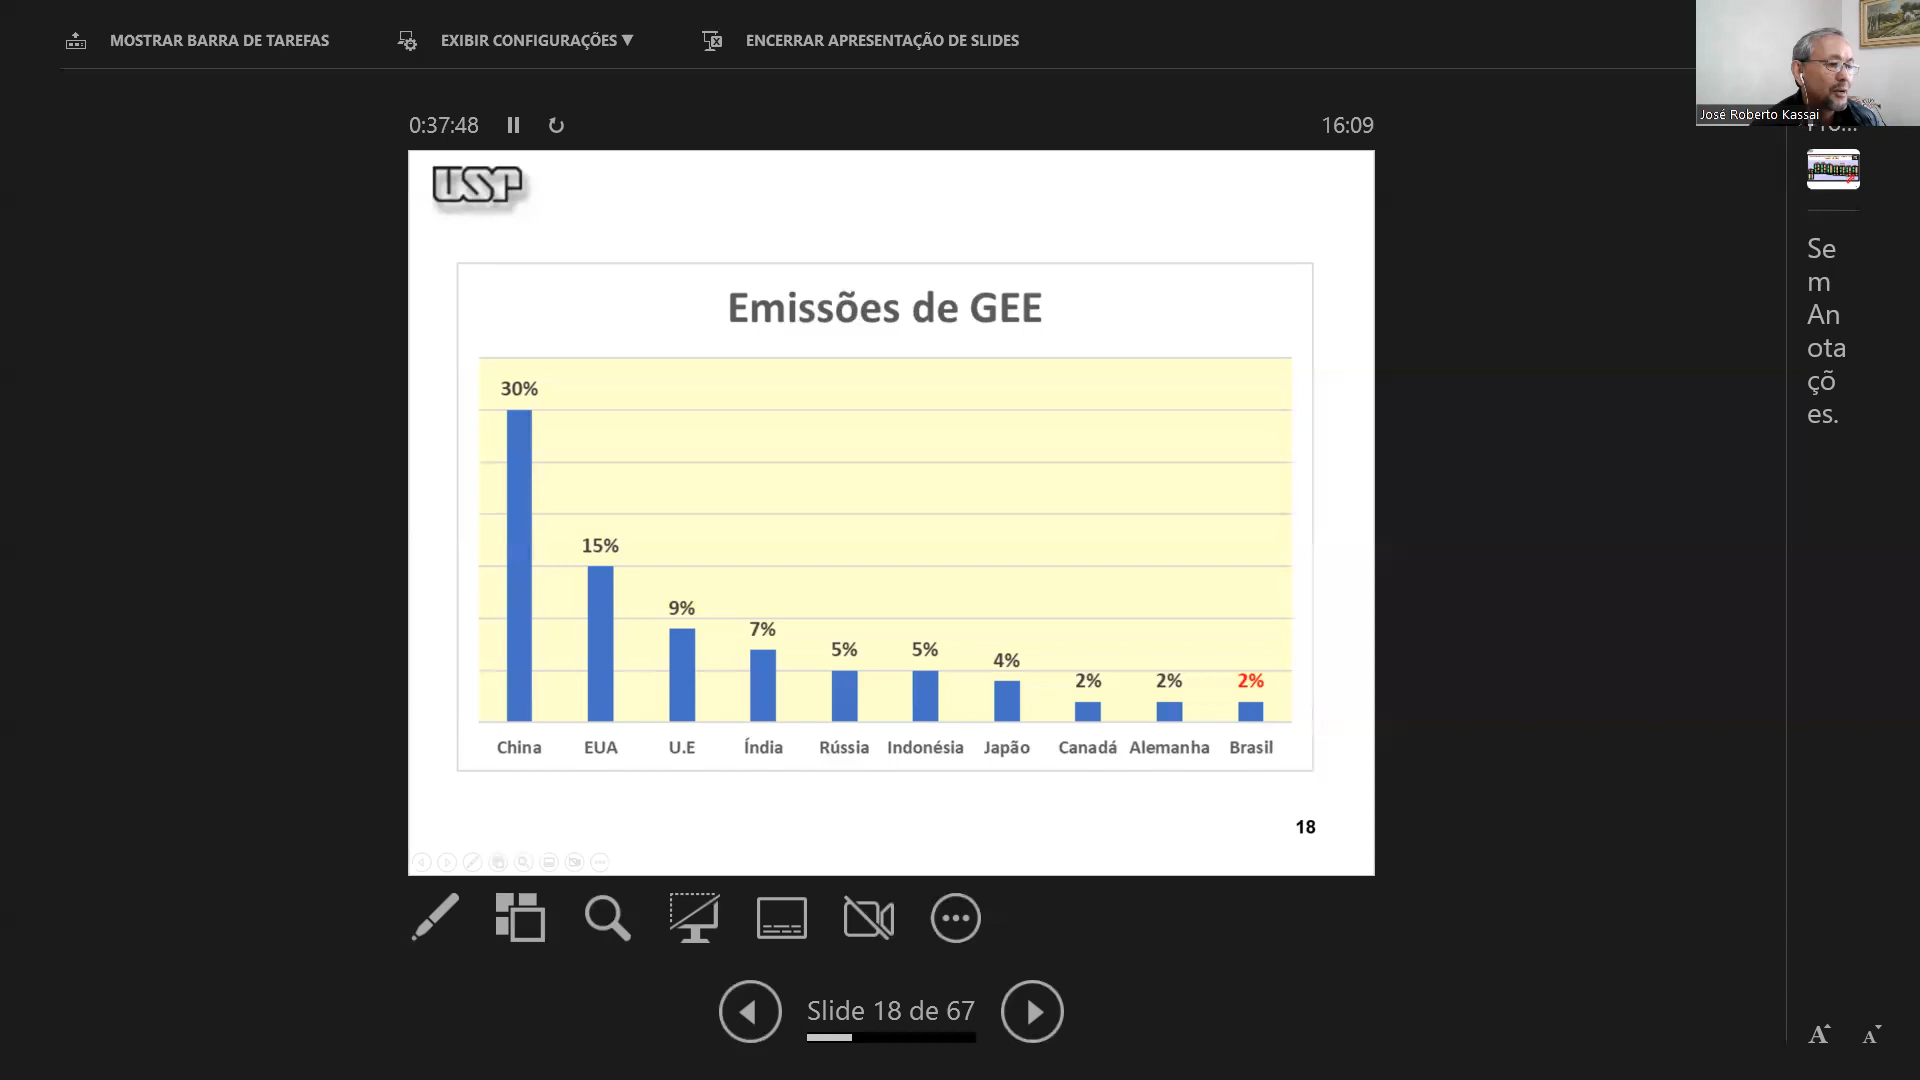 MOSTRAR BARRA DE TAREFAS
EXIBIR CONFIGURAÇÕES ▼
ENCERRAR APRESENTAÇÃO DE SLIDES
José Roberto Kassai
0:37:48
16:09
USP
Emissões de GEE
30%
15%
9%
7%
5%
5%
4%
2%
2%
2%
China
EUA
U.E
Índia
Rússia
Indonésia
Japão
Canadá
Alemanha
Brasil
18
Slide 18 de 67
Se
m
An
ota
çõ
es.
A
A